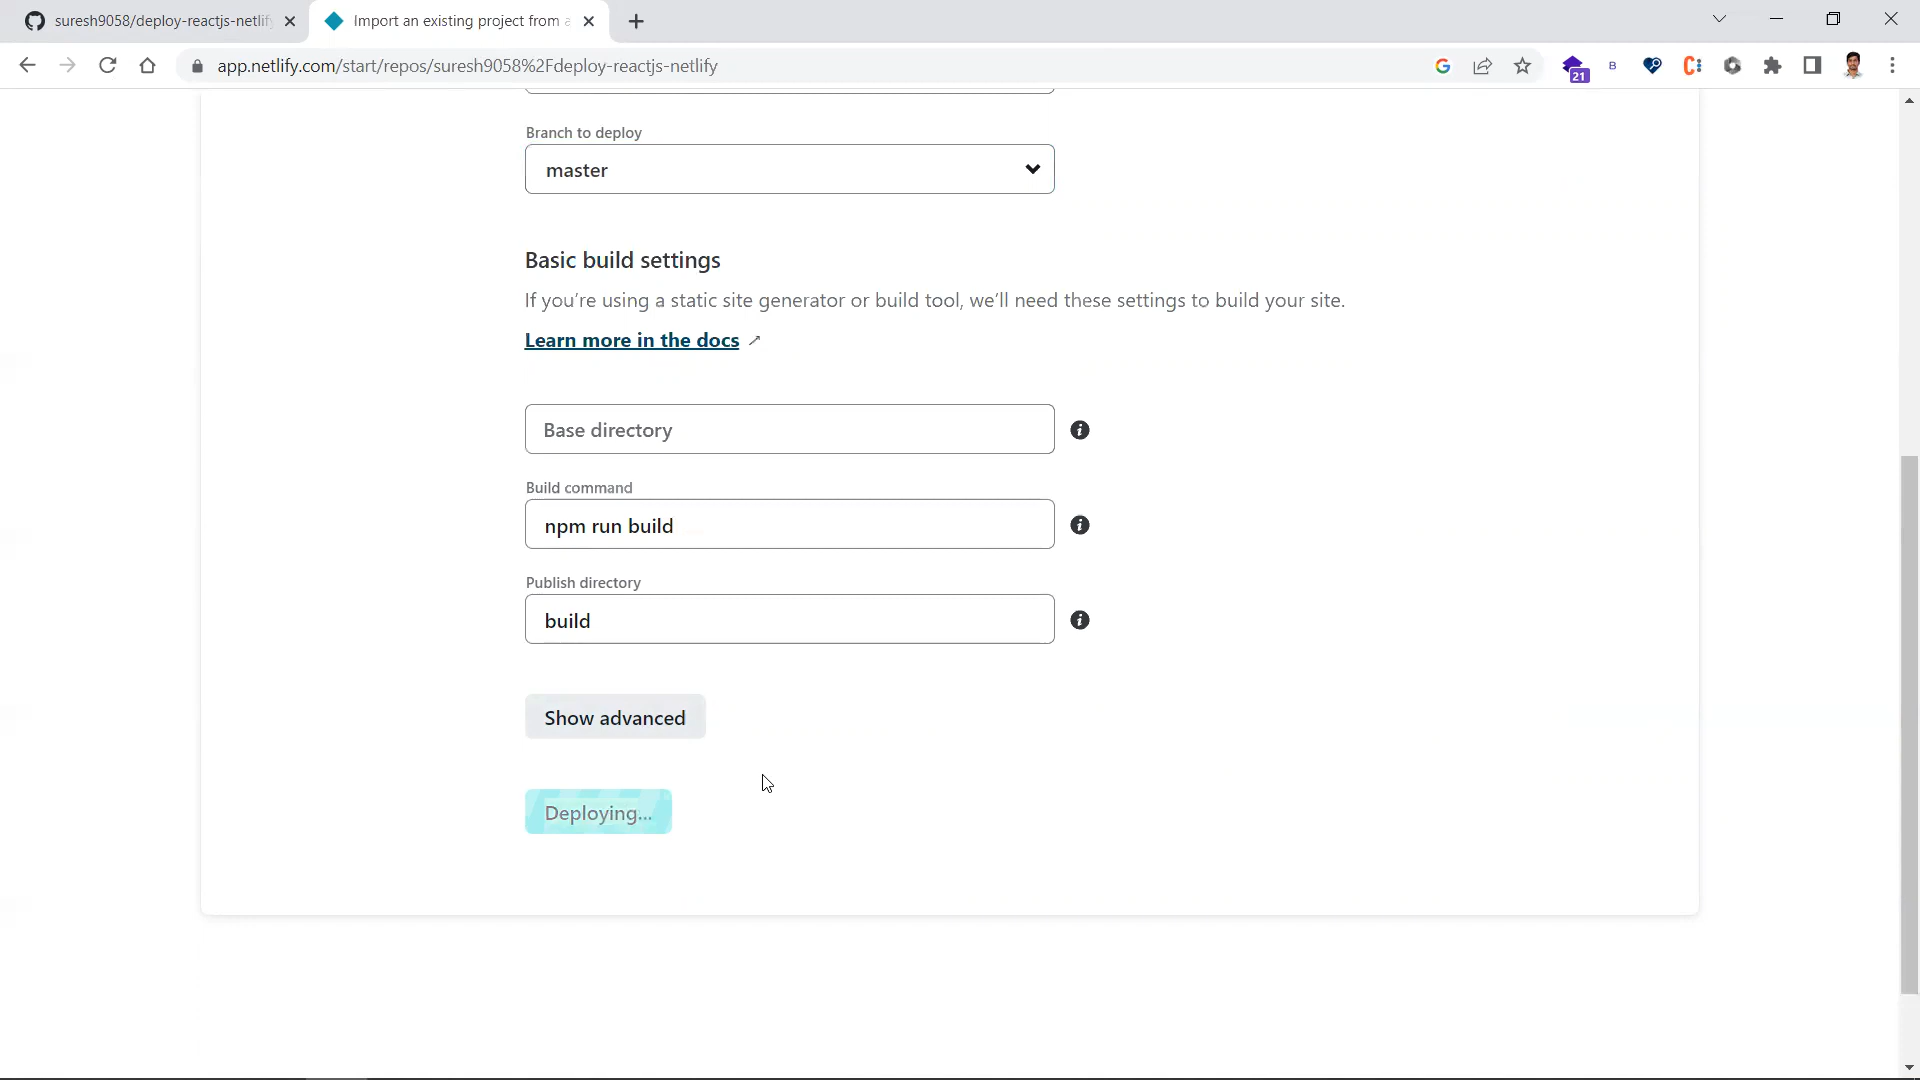 suresh9058/deploy-reactjs-netlif
Import an existing project from a
app.netlify.com/start/repos/suresh9058%2Fdeploy-reactjs-netlify
21
B
Branch to deploy
master
Basic build settings
If you're using a static site generator or build tool, we'll need these settings to build your site.
Learn more in the docs
Base directory
Build command
npm run build
Publish directory
build
Show advanced
Deploying...